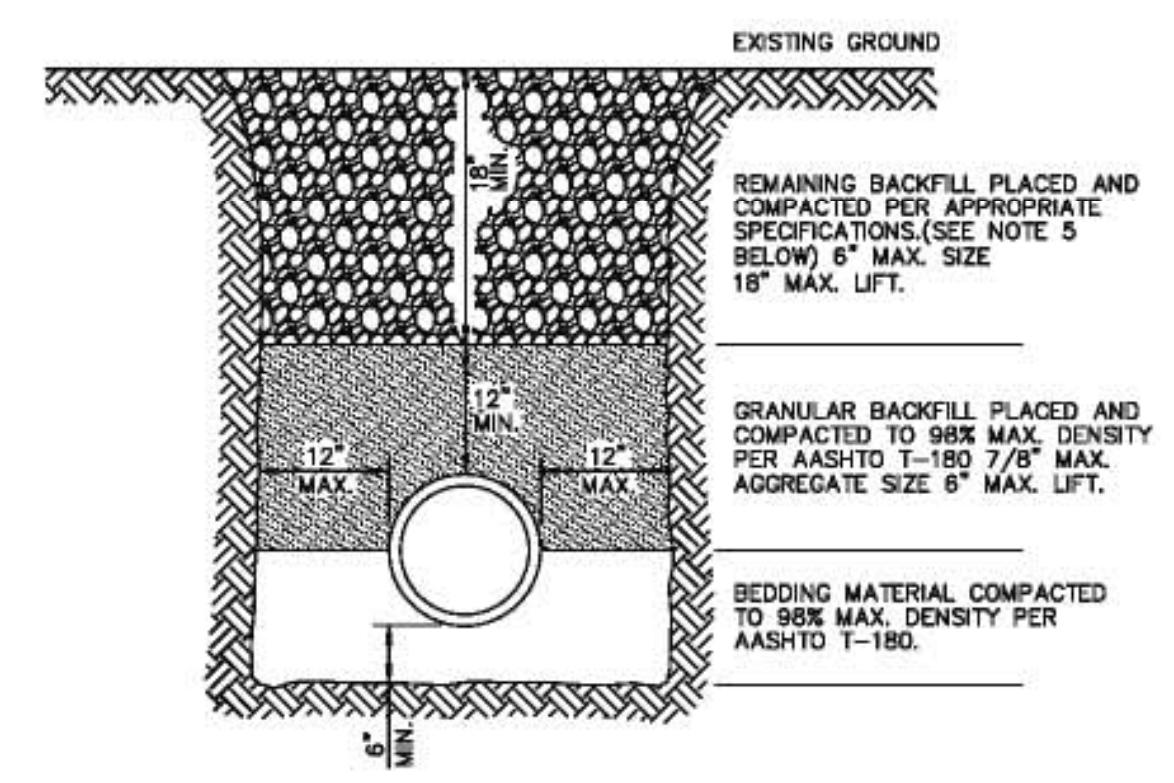 EXISTING GROUND
18"
MIN.
REMAINING BACKFILL PLACED AND
COMPACTED PER APPROPRIATE
SPECIFICATIONS.(SEE NOTE 5
BELOW) 6" MAX. SIZE
18" MAX. LIFT.
12"
MIN.
12"
MAX.
12"
MAX.
GRANULAR BACKFILL PLACED AND
COMPACTED TO 98% MAX. DENSITY
PER AASHTO T-180 7/8" MAX.
AGGREGATE SIZE 6" MAX. LIFT.
BEDDING MATERIAL COMPACTED
TO 98% MAX. DENSITY PER
AASHTO T-180.
6"
MIN.